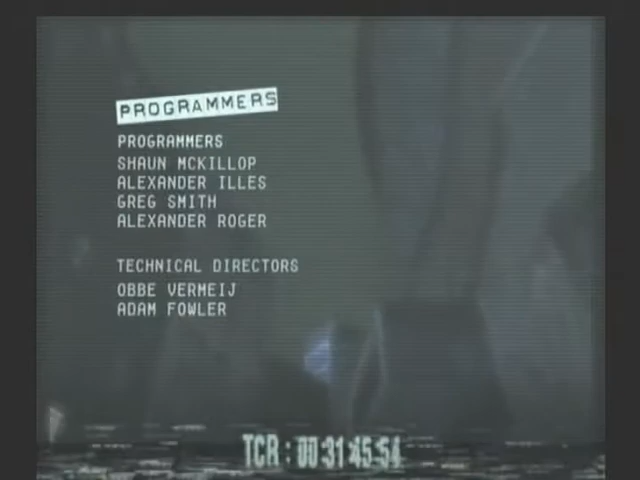 PROGRAMMERS
PROGRAMMERS
SHAUN MCKILLOP
ALEXANDER ILLES
GREG SMITH
ALEXANDER ROGER
TECHNICAL DIRECTORS
OBBE VERMEIJ
ADAM FOWLER
TCR : 00:31:45:54